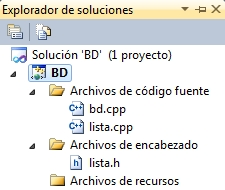 Explorador de soluciones
Solución 'BD' (1 proyecto)
BD
Archivos de código fuente
bd.cpp
lista.cpp
Archivos de encabezado
lista.h
Archivos de recursos